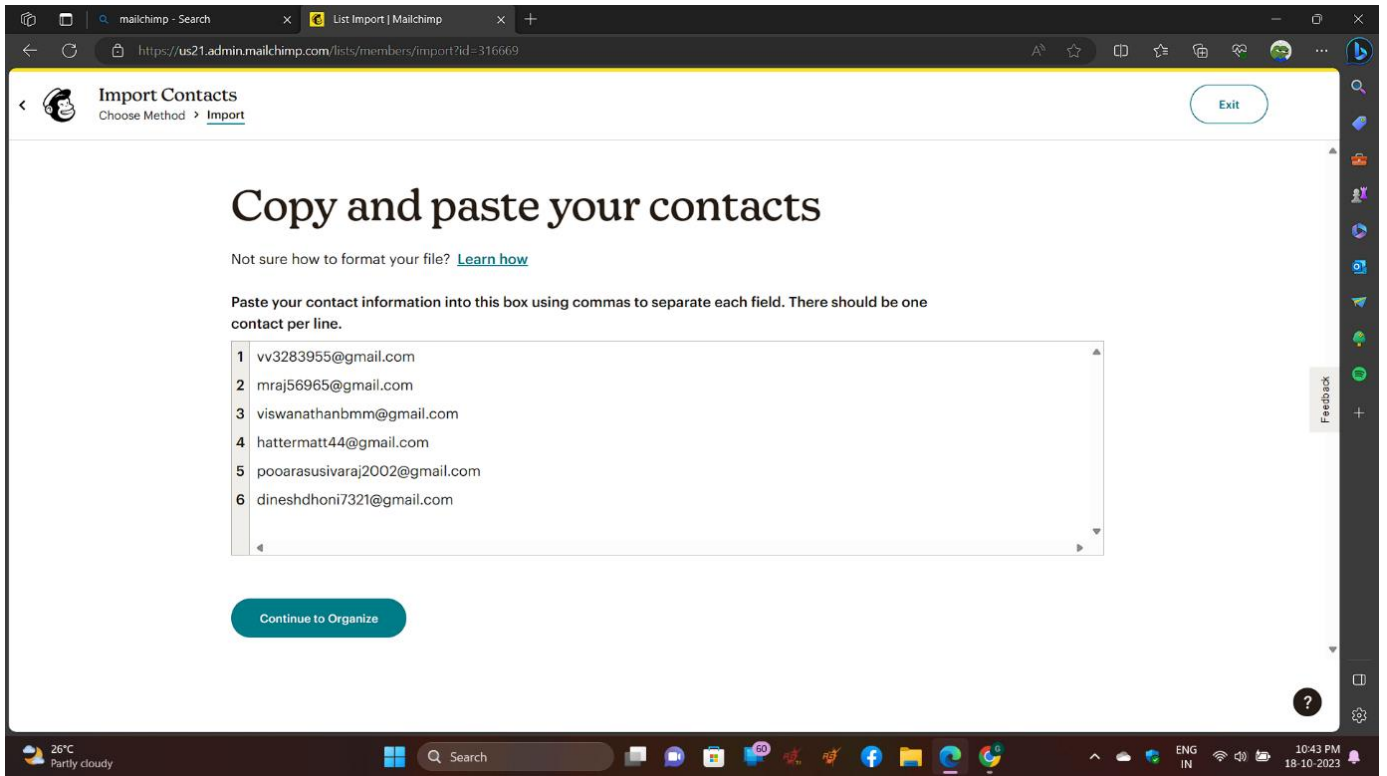 mailchimp - Search
List Import | Mailchimp
https://us21.admin.mailchimp.com/lists/members/import?id=316669
Import Contacts
Choose Method > Import
Exit
Copy and paste your contacts
Not sure how to format your file? Learn how
Paste your contact information into this box using commas to separate each field. There should be one
contact per line.
1 vv3283955@gmail.com
2 mraj56965@gmail.com
3 viswanathanbmm@gmail.com
4 hattermatt44@gmail.com
5 pooarasusivaraj2002@gmail.com
6 dineshdhoni7321@gmail.com
Feedback
Continue to Organize
?
26°C
Partly cloudy
Search
60
ENG
IN
10:43 PM
18-10-2023